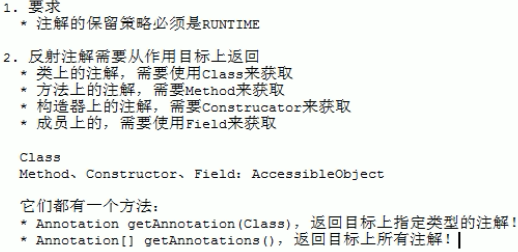 1. 要求
* 注解的保留策略必须是RUNTIME
2. 反射注解需要从作用目标上返回
* 类上的注解，需要使用Class来获取
* 方法上的注解，需要Method来获取
* 构造器上的注解，需要Construcator来获取
* 成员上的，需要使用Field来获取
Class
Method、Constructor、Field：AccessibleObject
它们都有一个方法：
* Annotation getAnnotation(Class)，返回目标上指定类型的注解！
* Annotation[] getAnnotations()，返回目标上所有注解！